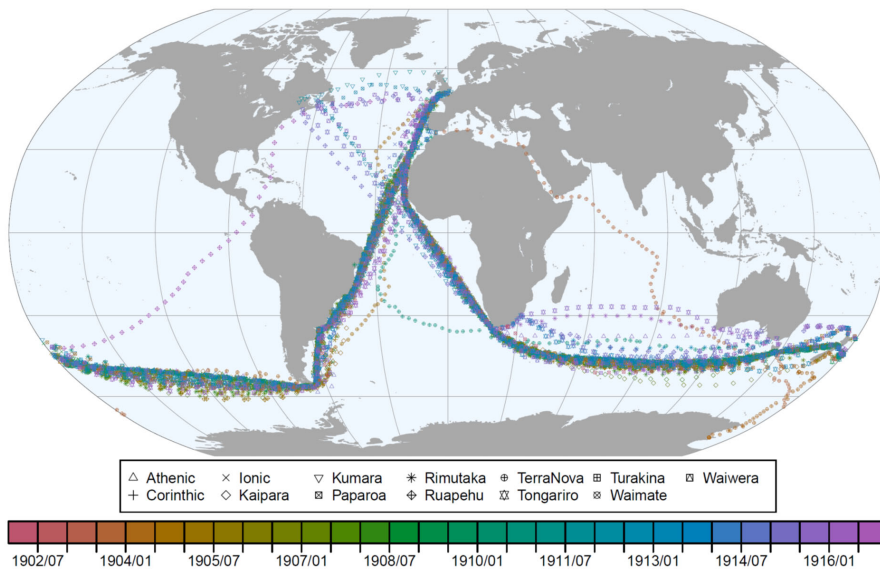 Athenic Ionic Kumara Rimutaka TerraNova Turakina Waiwera
Corinthic Kaipara Paparoa Ruapehu Tongariro Waimate
1902/07 1904/01 1905/07 1907/01 1908/07 1910/01 1911/07 1913/01 1914/07 1916/01